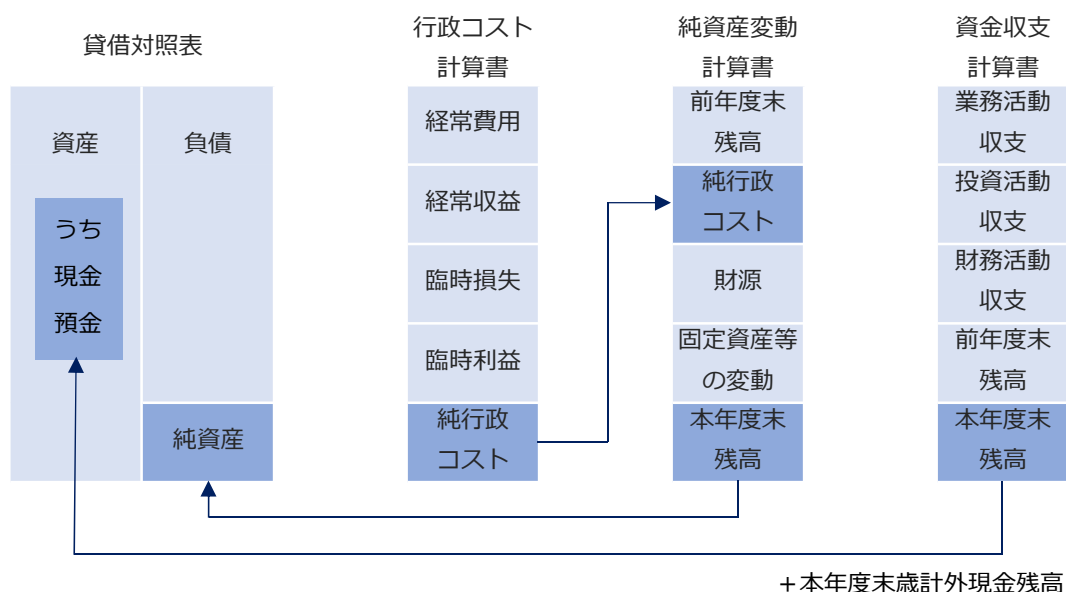 貸借対照表
資産
負債
うち
現金
預金
純資産
行政コスト
計算書
経常費用
経常収益
臨時損失
臨時利益
純行政
コスト
純資産変動
計算書
前年度末
残高
純行政
コスト
財源
固定資産等
の変動
本年度末
残高
資金収支
計算書
業務活動
収支
投資活動
収支
財務活動
収支
前年度末
残高
本年度末
残高
+本年度末歳計外現金残高